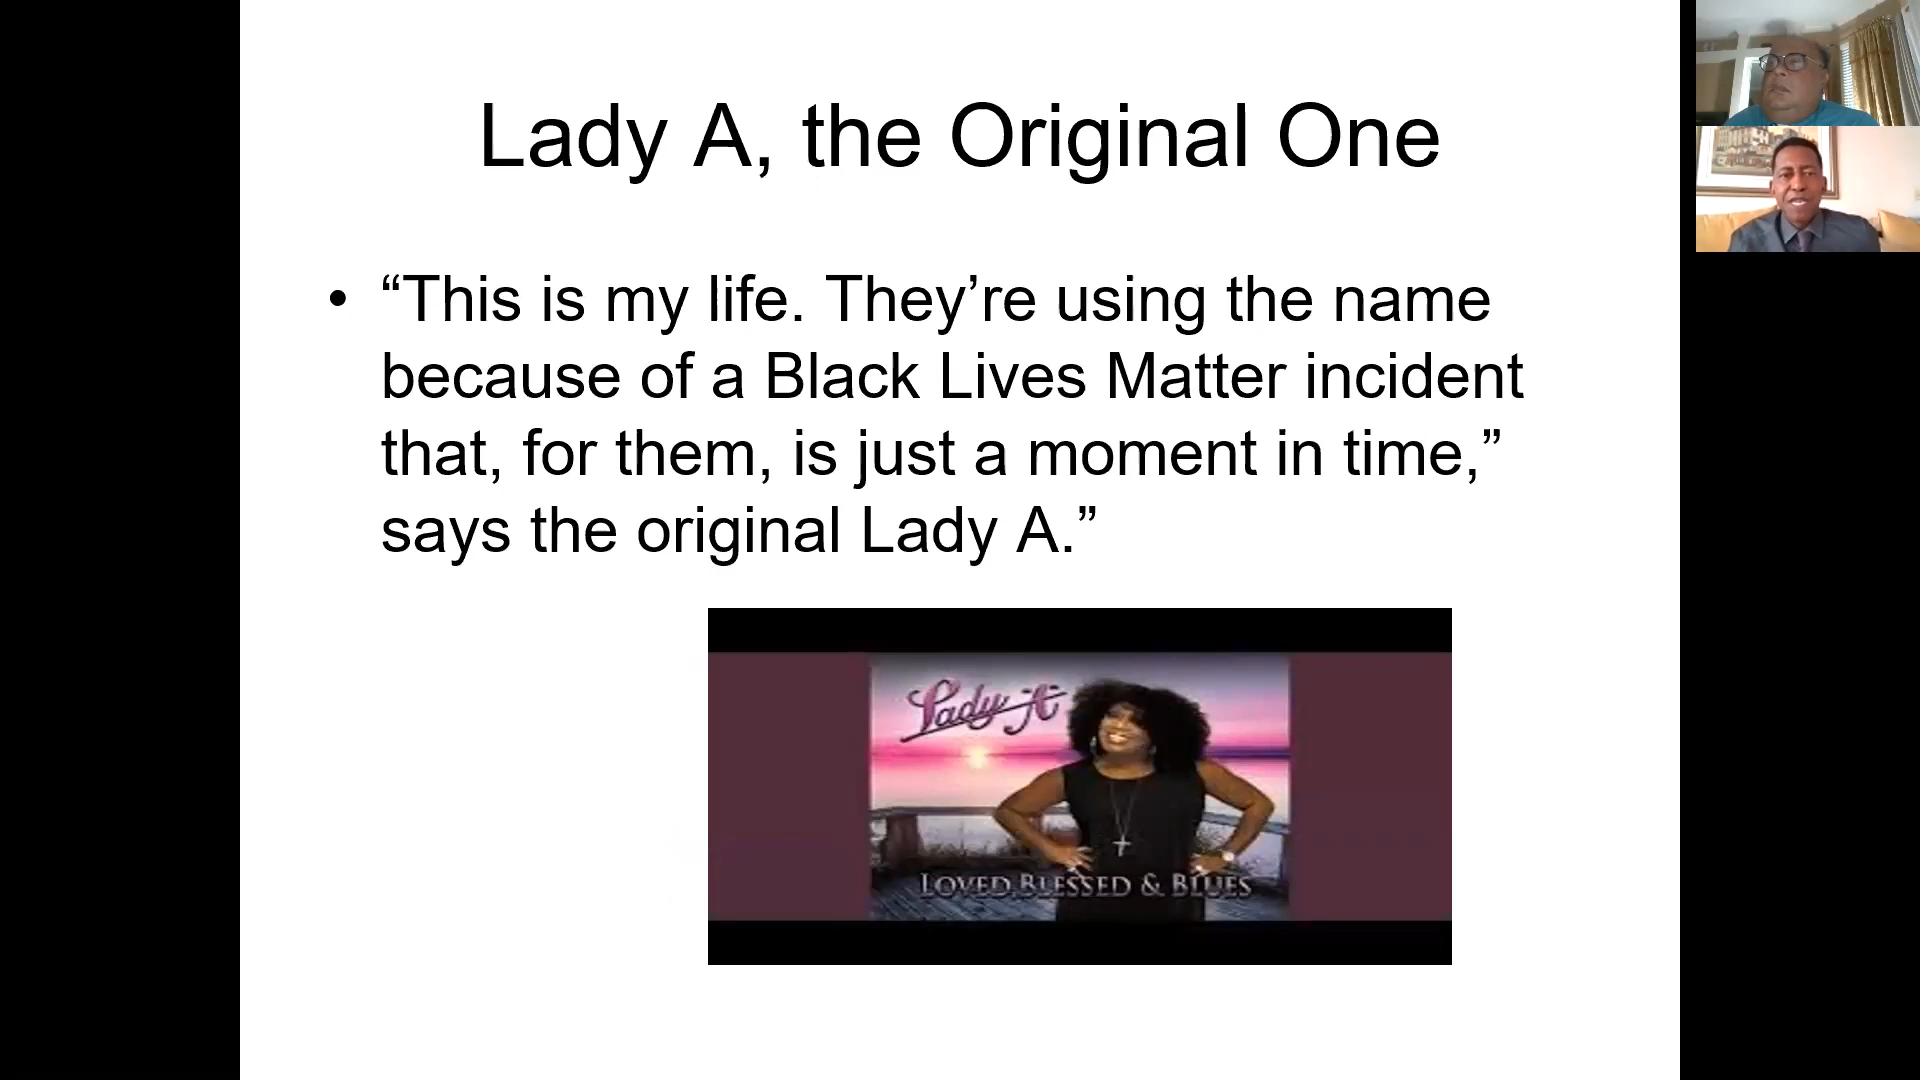 Lady A, the Original One
• “This is my life. They’re using the name
because of a Black Lives Matter incident
that, for them, is just a moment in time,”
says the original Lady A.”
Lady A
LOVED, BLESSED & BLUES